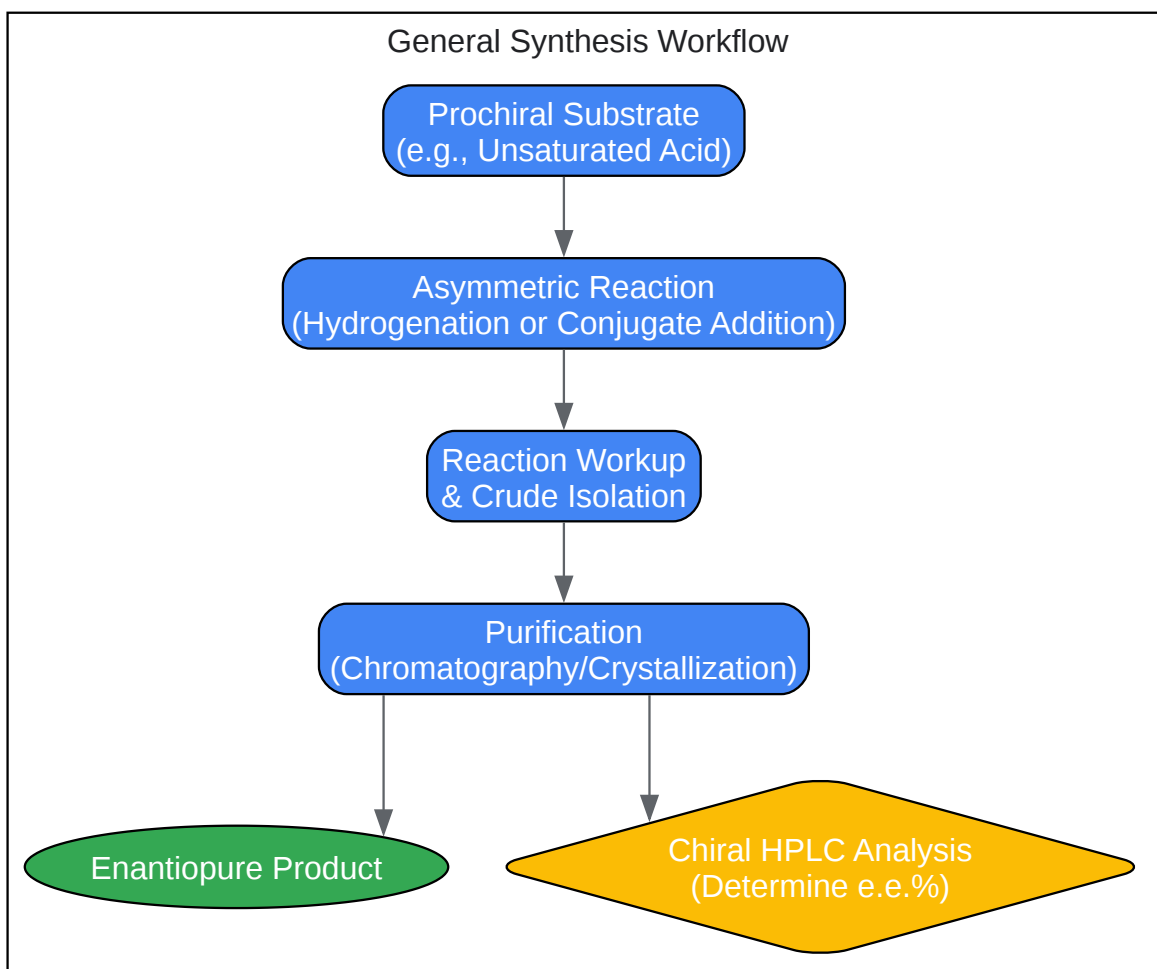 General Synthesis Workflow
Prochiral Substrate
(e.g., Unsaturated Acid)
Asymmetric Reaction
(Hydrogenation or Conjugate Addition)
Reaction Workup
& Crude Isolation
Purification
(Chromatography/Crystallization)
Enantiopure Product
Chiral HPLC Analysis
(Determine e.e.%)